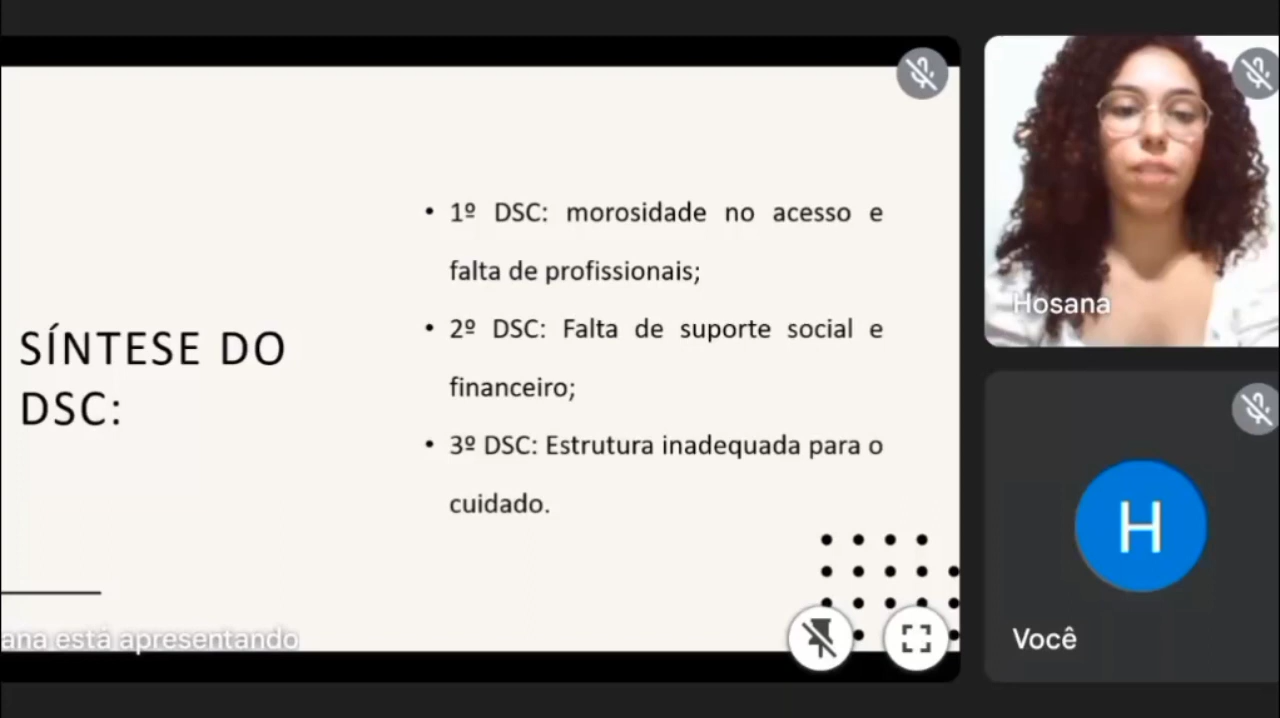 SÍNTESE DO
DSC:
• 1º DSC: morosidade no acesso e
falta de profissionais;
• 2º DSC: Falta de suporte social e
financeiro;
• 3º DSC: Estrutura inadequada para o
cuidado.
ana está apresentando
Hosana
H
Você